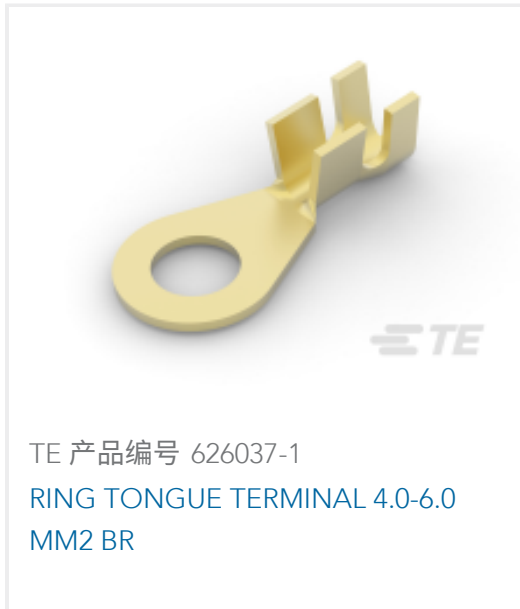 TE
TE 产品编号 626037-1
RING TONGUE TERMINAL 4.0-6.0
MM2 BR